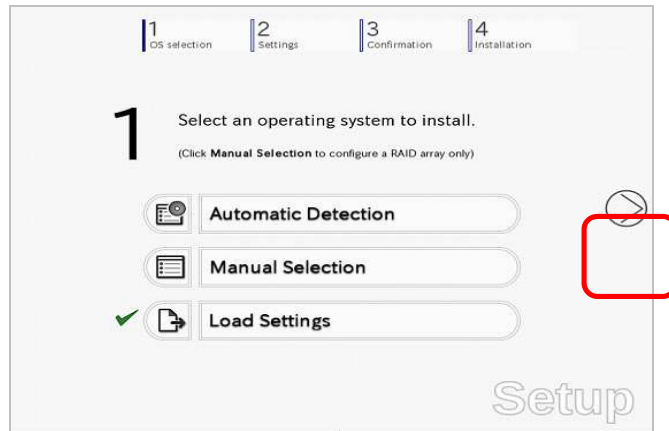 1 2 3 4
OS selection Settings Confirmation Installation
1 Select an operating system to install.
(Click Manual Selection to configure a RAID array only)
Automatic Detection
Manual Selection
Load Settings
Setup